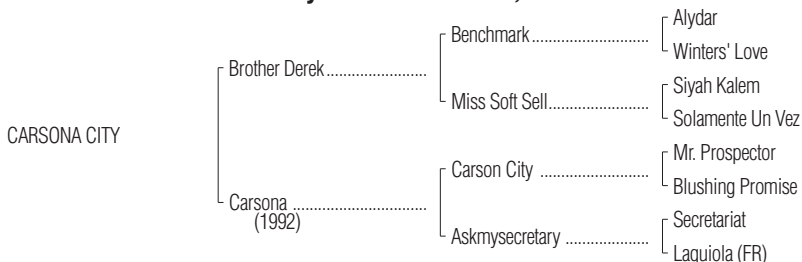 Alydar
Benchmark..............................
Winters' Love
Brother Derek.........................
Siyah Kalem
Miss Soft Sell..........................
Solamente Un Vez
CARSONA CITY
Mr. Prospector
Carson City ...........................
Blushing Promise
Carsona .................................
(1992)
Secretariat
Askmysecretary .....................
Laquiola (FR)